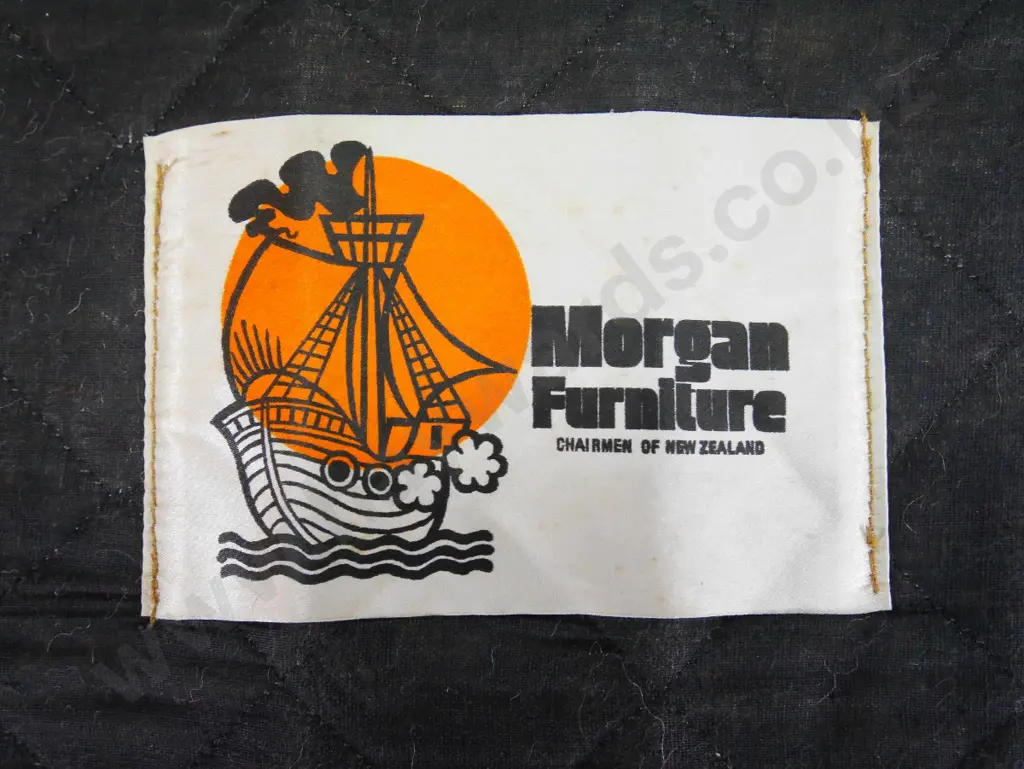 Morgan
Furniture
CHAIRMEN OF NEW ZEALAND